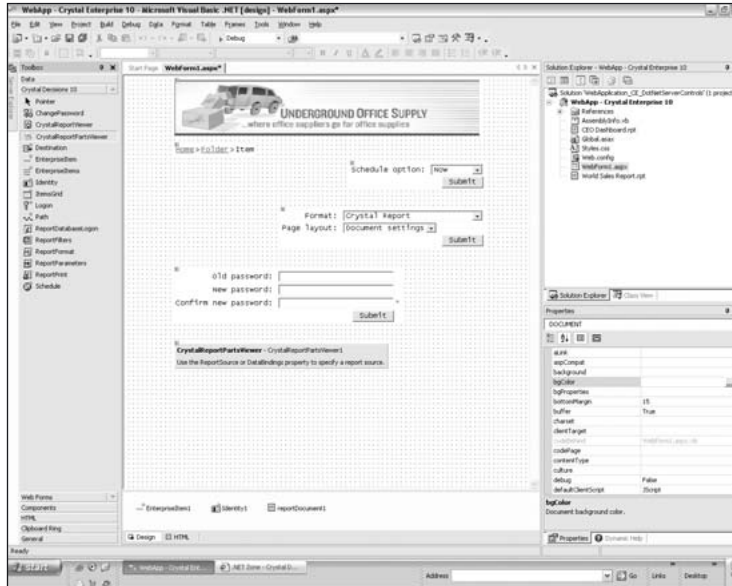 WebApp - Crystal Enterprise 10 - Microsoft Visual Basic .NET [design] - WebForm1.aspx*
File Edit View Project Build Debug Data Format Table Frames Tools Window Help
Debug
Toolbox
Data
Crystal Decisions 10
Pointer
ChangePassword
CrystalReportViewer
CrystalReportPartsViewer
Destination
EnterpriseItem
EnterpriseItems
Identity
ItemsGrid
Logon
Path
ReportDatabaseLogon
ReportFilters
ReportFormat
ReportParameters
ReportPrint
Schedule
Web Forms
Components
HTML
Clipboard Ring
General
Start Page WebForm1.aspx*
UNDERGROUND OFFICE SUPPLY
...where office suppliers go for office supplies
Home>Folder>Item
Schedule option: Now
Submit
Format: Crystal Report
Page layout: Document settings
Submit
Old password:
New password:
Confirm new password: *
Submit
CrystalReportPartsViewer - CrystalReportPartsViewer1
Use the ReportSource or DataBindings property to specify a report source.
EnterpriseItem1 Identity1 reportDocument1
Design HTML
Solution Explorer - WebApp - Crystal Enterprise 10
Solution 'WebApplication_CE_DotNetServerControls' (1 project
WebApp - Crystal Enterprise 10
References
AssemblyInfo.vb
CEO Dashboard.rpt
Global.asax
Styles.css
Web.config
WebForm1.aspx
World Sales Report.rpt
Solution Explorer Class View
Properties
DOCUMENT
aLink
aspCompat
background
bgColor
bgProperties
bottomMargin 15
buffer True
charset
clientTarget
codebehind WebForm1.aspx.vb
codePage
contentType
culture
debug False
defaultClientScript JScript
bgColor
Document background color.
Properties Dynamic Help
Ready
start
WebApp - Crystal Ent... .NET Zone - Crystal D...
Address Go Links Desktop